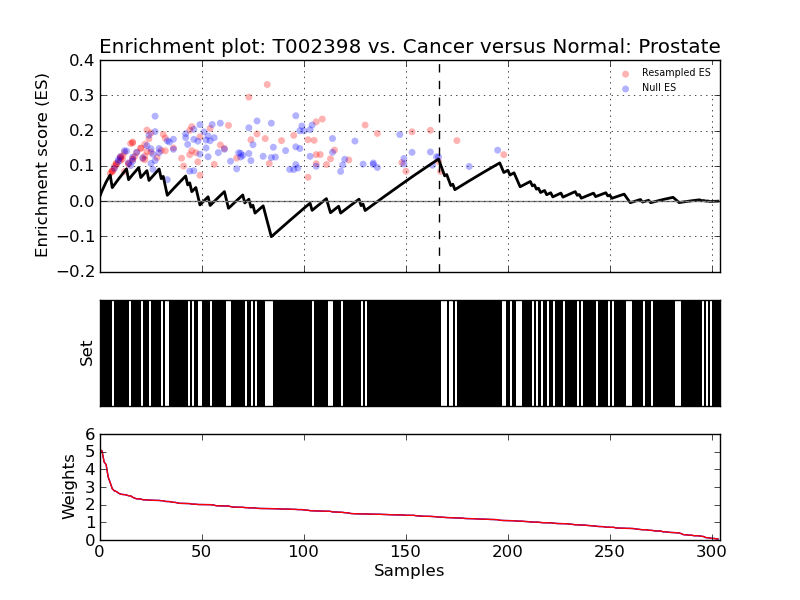 Enrichment plot: T002398 vs. Cancer versus Normal: Prostate
0.4
0.3
0.2
0.1
0.0
−0.1
−0.2
Enrichment score (ES)
Resampled ES
Null ES
Set
6
5
4
3
2
1
0
Weights
0 50 100 150 200 250 300
Samples